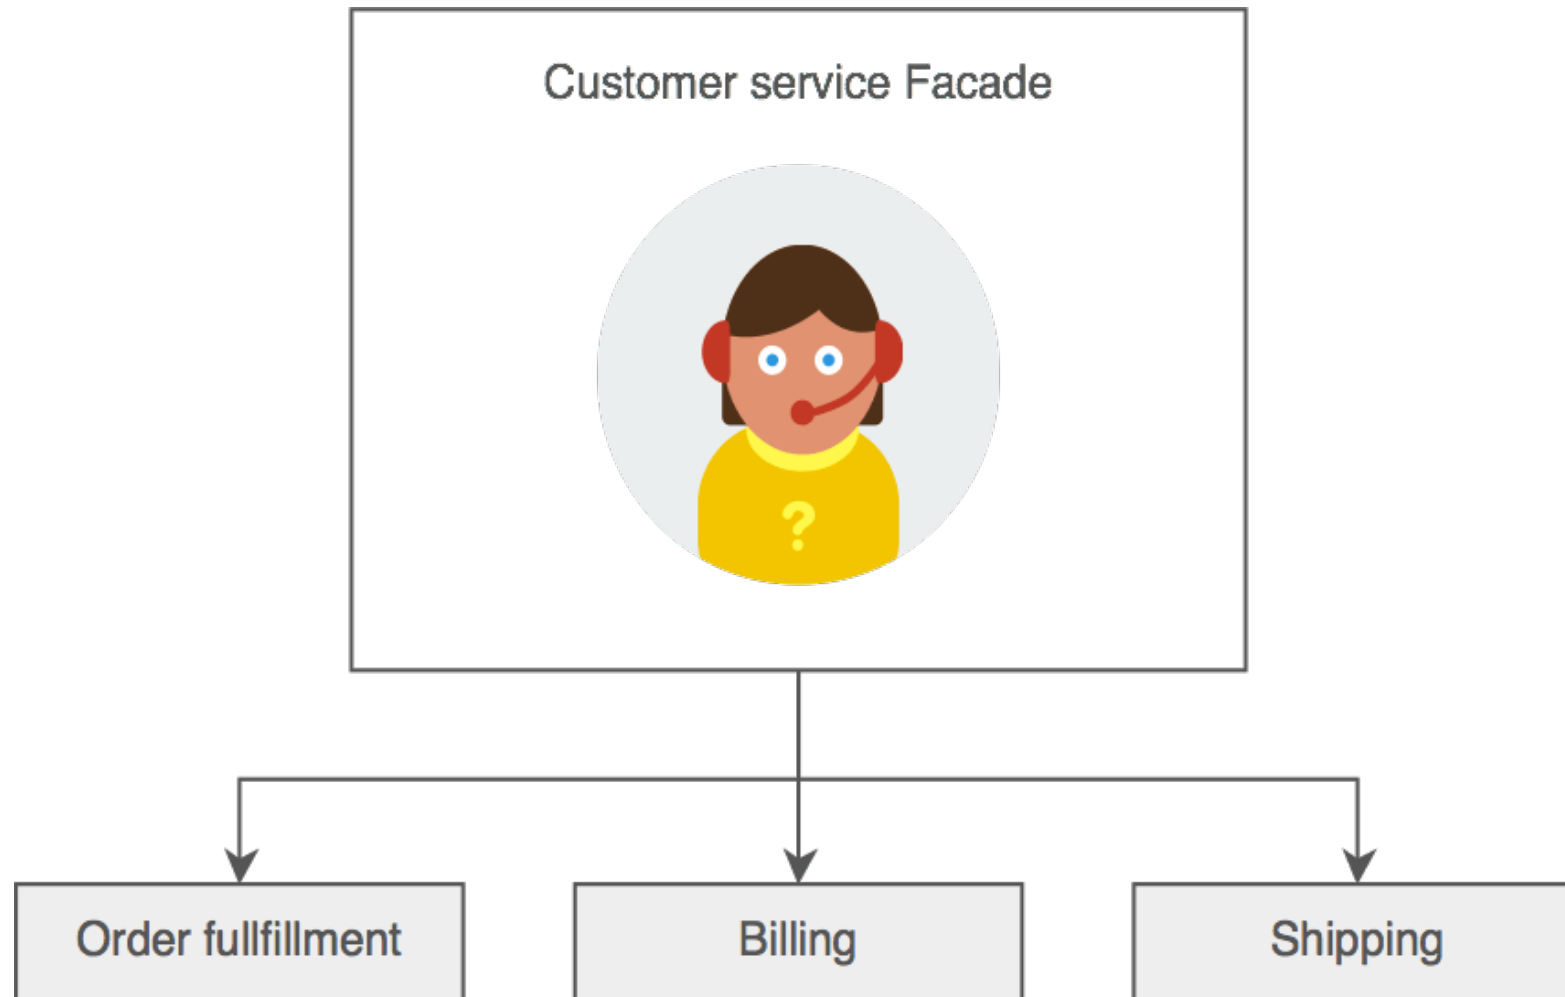 Customer service Facade
?
Order fullfillment
Billing
Shipping